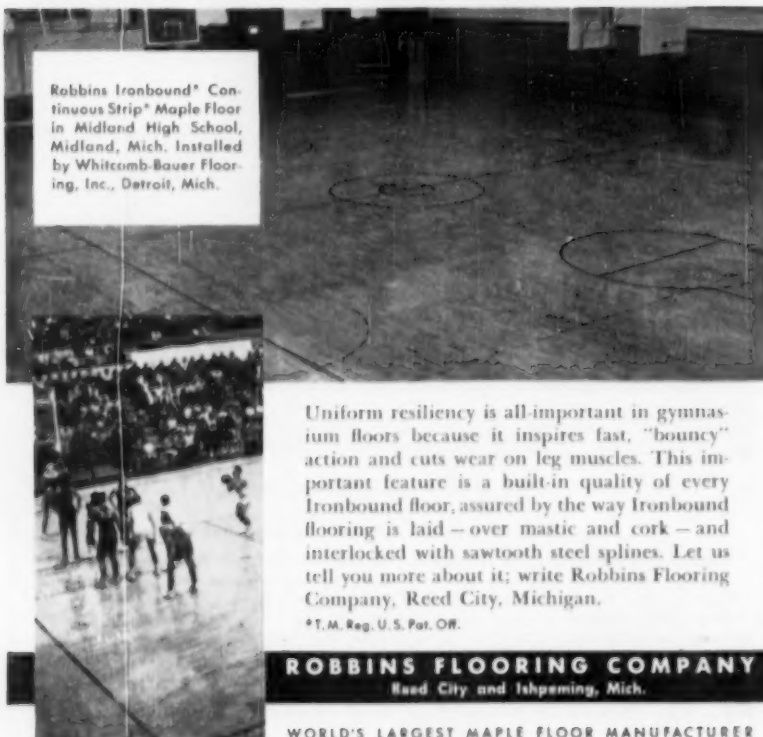 Robbins Ironbound* Con-
tinuous Strip* Maple Floor
in Midland High School,
Midland, Mich. Installed
by Whitcomb-Bauer Floor-
ing, Inc., Detroit, Mich.
Uniform resiliency is all-important in gymnas-
ium floors because it inspires fast, "bouncy"
action and cuts wear on leg muscles. This im-
portant feature is a built-in quality of every
Ironbound floor, assured by the way Ironbound
flooring is laid — over mastic and cork — and
interlocked with sawtooth steel splines. Let us
tell you more about it; write Robbins Flooring
Company, Reed City, Michigan.
*T.M. Reg. U.S. Pat. Off.
ROBBINS FLOORING COMPANY
Reed City and Ishpeming, Mich.
WORLD'S LARGEST MAPLE FLOOR MANUFACTURER